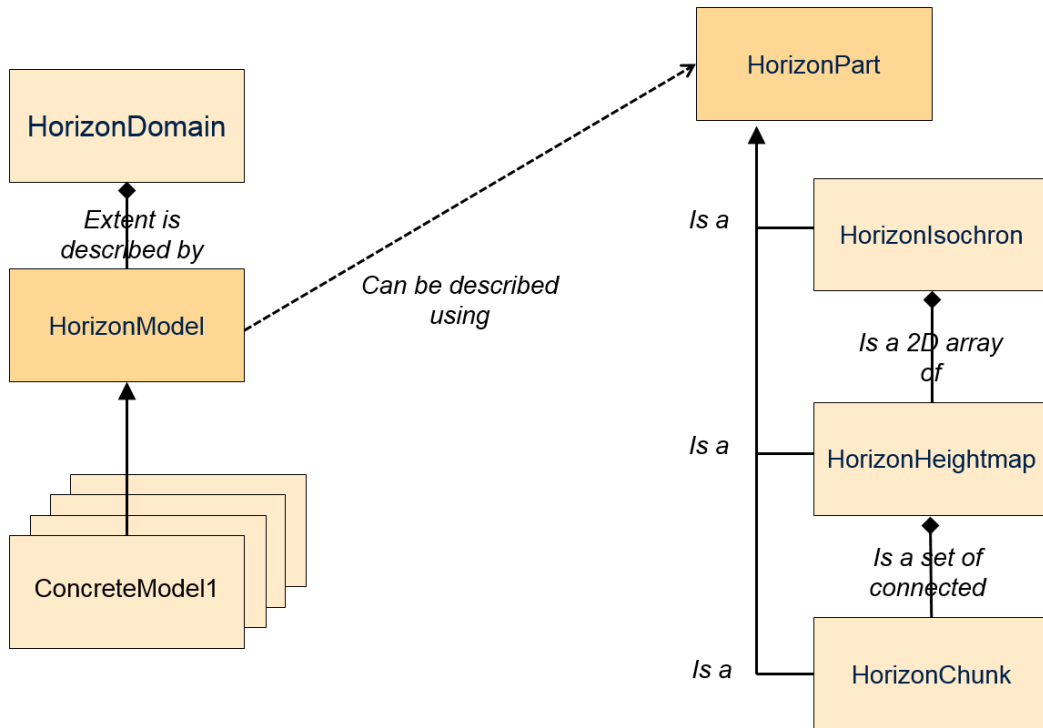 HorizonPart
HorizonDomain
Extent is
described by
Is a
HorizonIsochron
Can be described
using
HorizonModel
Is a 2D array
of
Is a
HorizonHeightmap
Is a set of
connected
ConcreteModel1
Is a
HorizonChunk